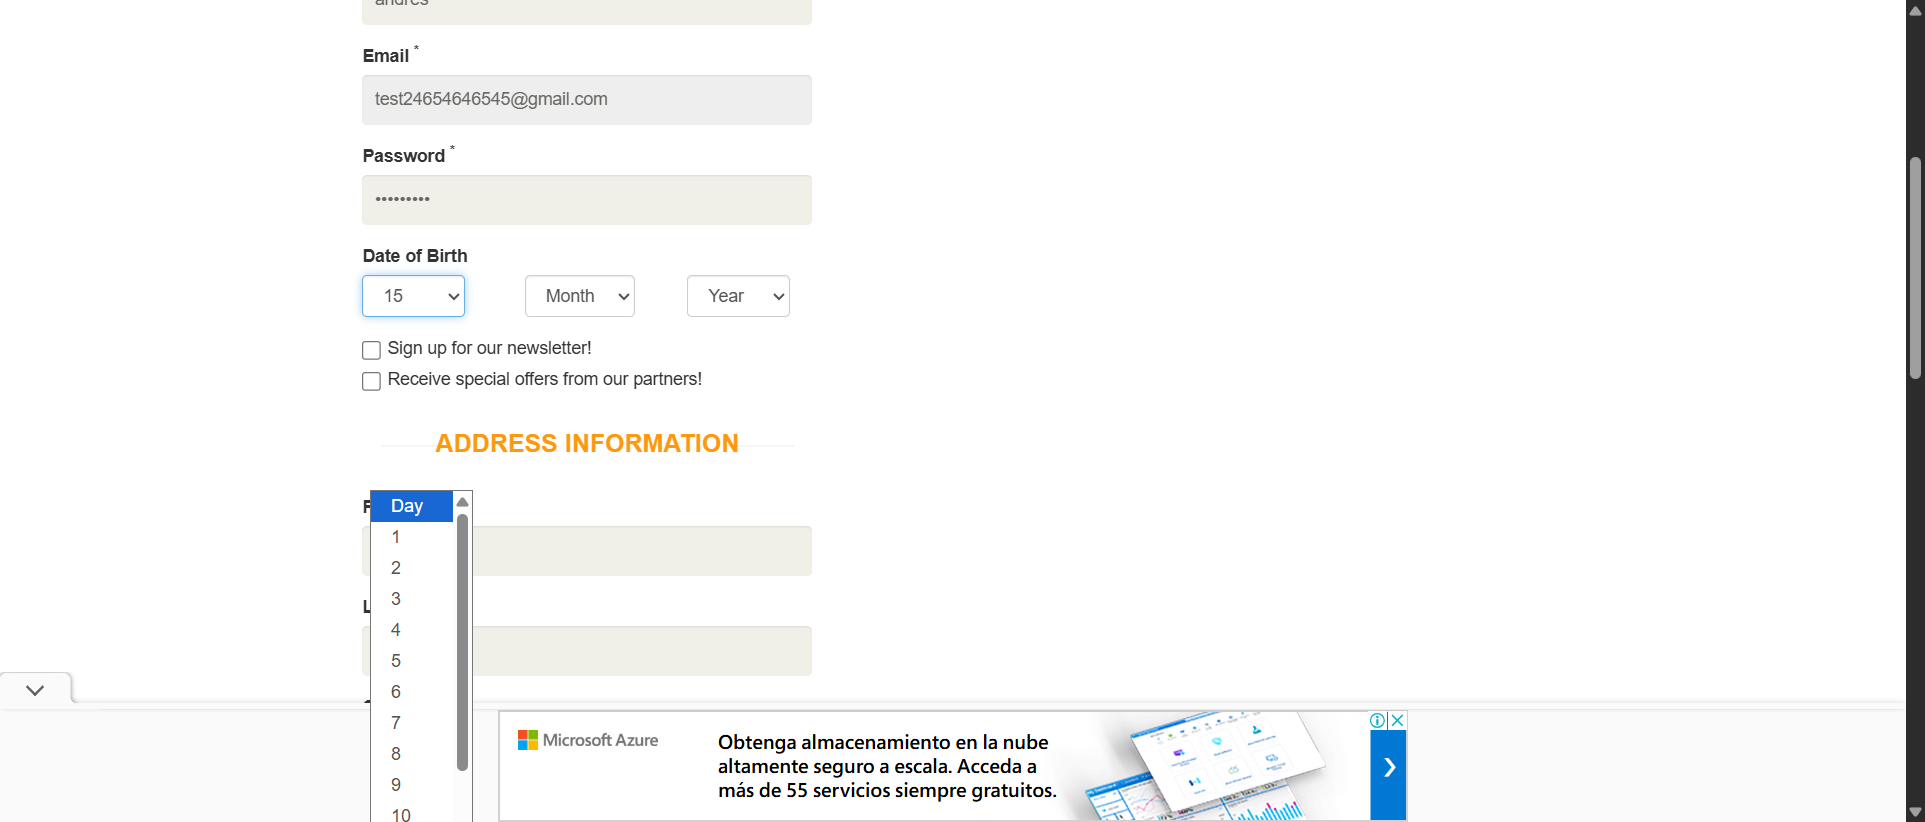 andres
Email *
test24654646545@gmail.com
Password *
•••••••••
Date of Birth
15 Month Year
Sign up for our newsletter!
Receive special offers from our partners!
ADDRESS INFORMATION
Day
1
2
3
4
5
6
7
8
9
10
Microsoft Azure
Obtenga almacenamiento en la nube
altamente seguro a escala. Acceda a
más de 55 servicios siempre gratuitos.